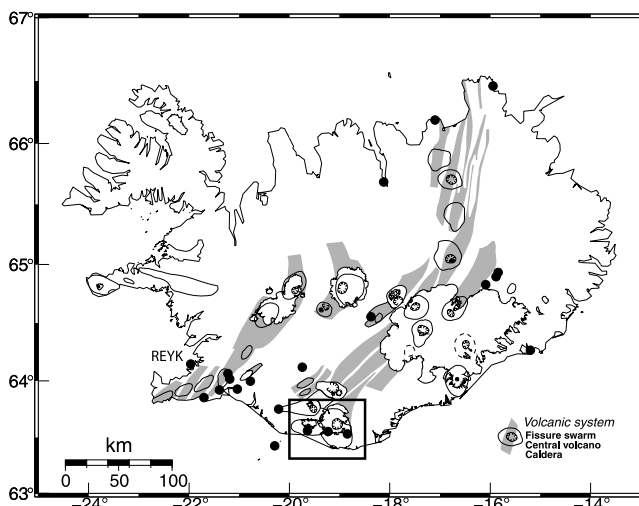 67°
66°
65°
REYK
64°
Volcanic system
Fissure swarm
Central volcano
Caldera
km
0 50 100
63°
−24° −22° −20° −18° −16° −14°